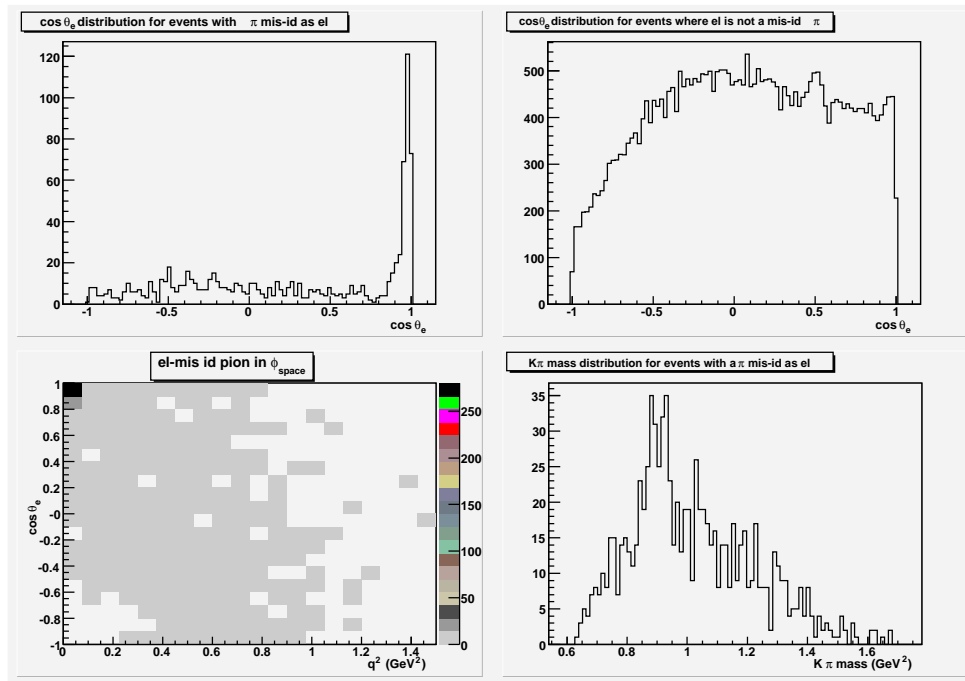 cos θe distribution for events with π mis-id as el
120
100
80
60
40
20
0
-1 -0.5 0 0.5 1
cos θe
cosθe distribution for events where el is not a mis-id π
500
400
300
200
100
0
-1 -0.5 0 0.5 1
cos θe
el-mis id pion in ϕspace
1
0.8
0.6
0.4
0.2
-0
-0.2
-0.4
-0.6
-0.8
-1
cos θe
0 0.2 0.4 0.6 0.8 1 1.2 1.4
q2 (GeV2)
250
200
150
100
50
0
Kπ mass distribution for events with a π mis-id as el
35
30
25
20
15
10
5
0
0.6 0.8 1 1.2 1.4 1.6
K π mass (GeV2)